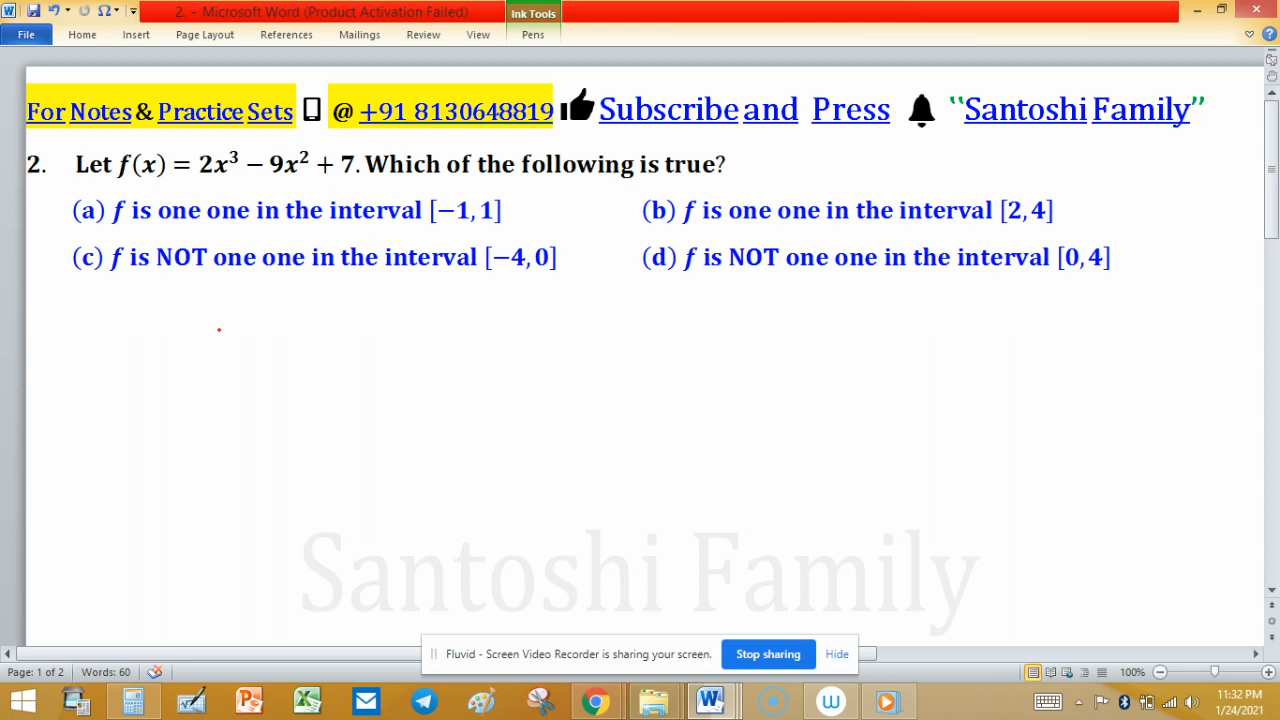 2. - Microsoft Word (Product Activation Failed)
Ink Tools
File Home Insert Page Layout References Mailings Review View Pens
For Notes & Practice Sets @ +91 8130648819 Subscribe and Press "Santoshi Family"
2. Let f(x) = 2x³ − 9x² + 7. Which of the following is true?
(a) f is one one in the interval [−1, 1] (b) f is one one in the interval [2, 4]
(c) f is NOT one one in the interval [−4, 0] (d) f is NOT one one in the interval [0, 4]
Santoshi Family
Fluvid - Screen Video Recorder is sharing your screen. Stop sharing Hide
Page: 1 of 2 Words: 60 100%
11:32 PM
1/24/2021